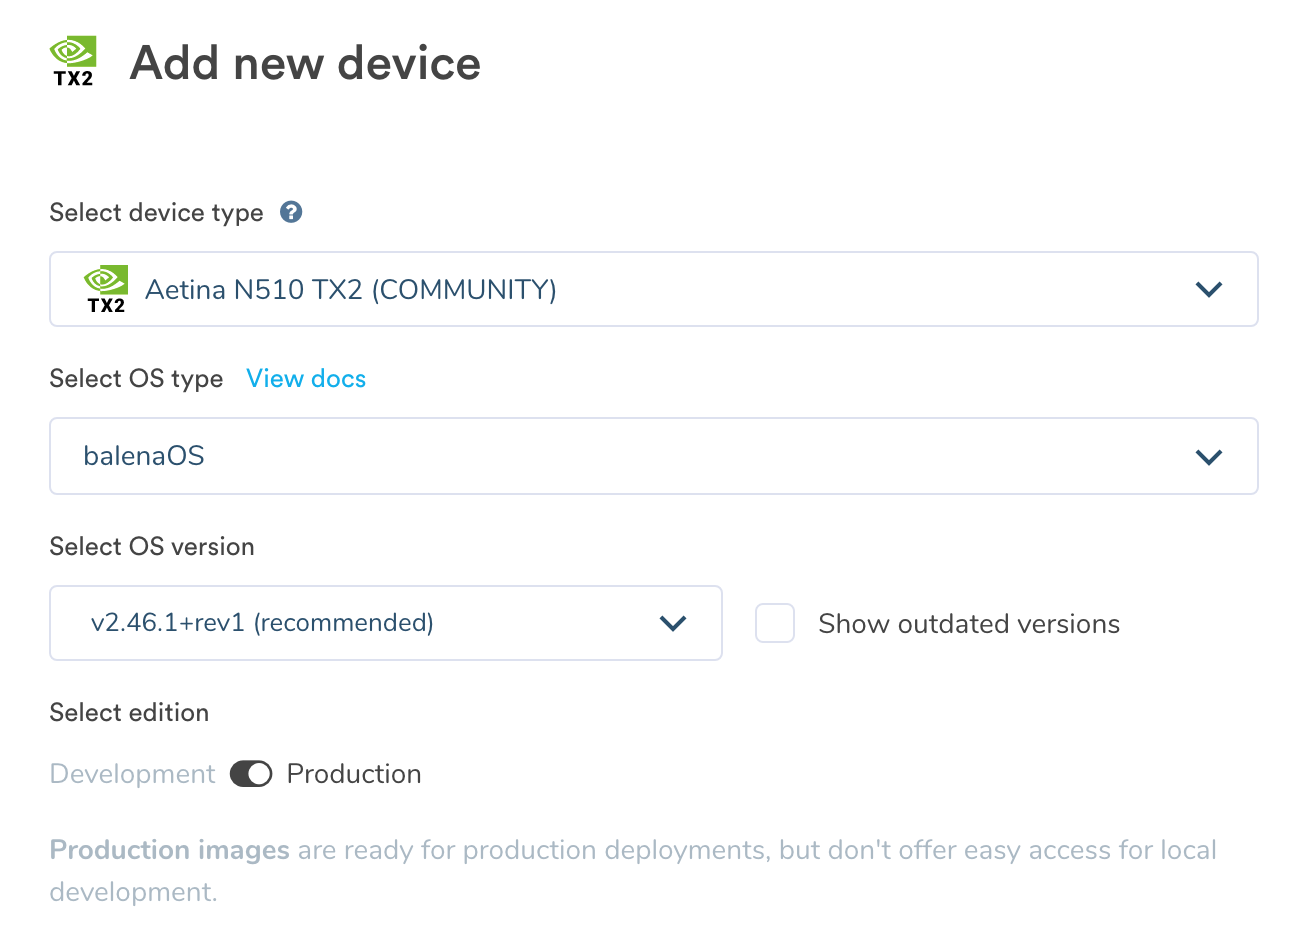 TX2
Add new device
Select device type ?
TX2
Aetina N510 TX2 (COMMUNITY)
Select OS type View docs
balenaOS
Select OS version
v2.46.1+rev1 (recommended)
Show outdated versions
Select edition
Development Production
Production images are ready for production deployments, but don't offer easy access for local
development.